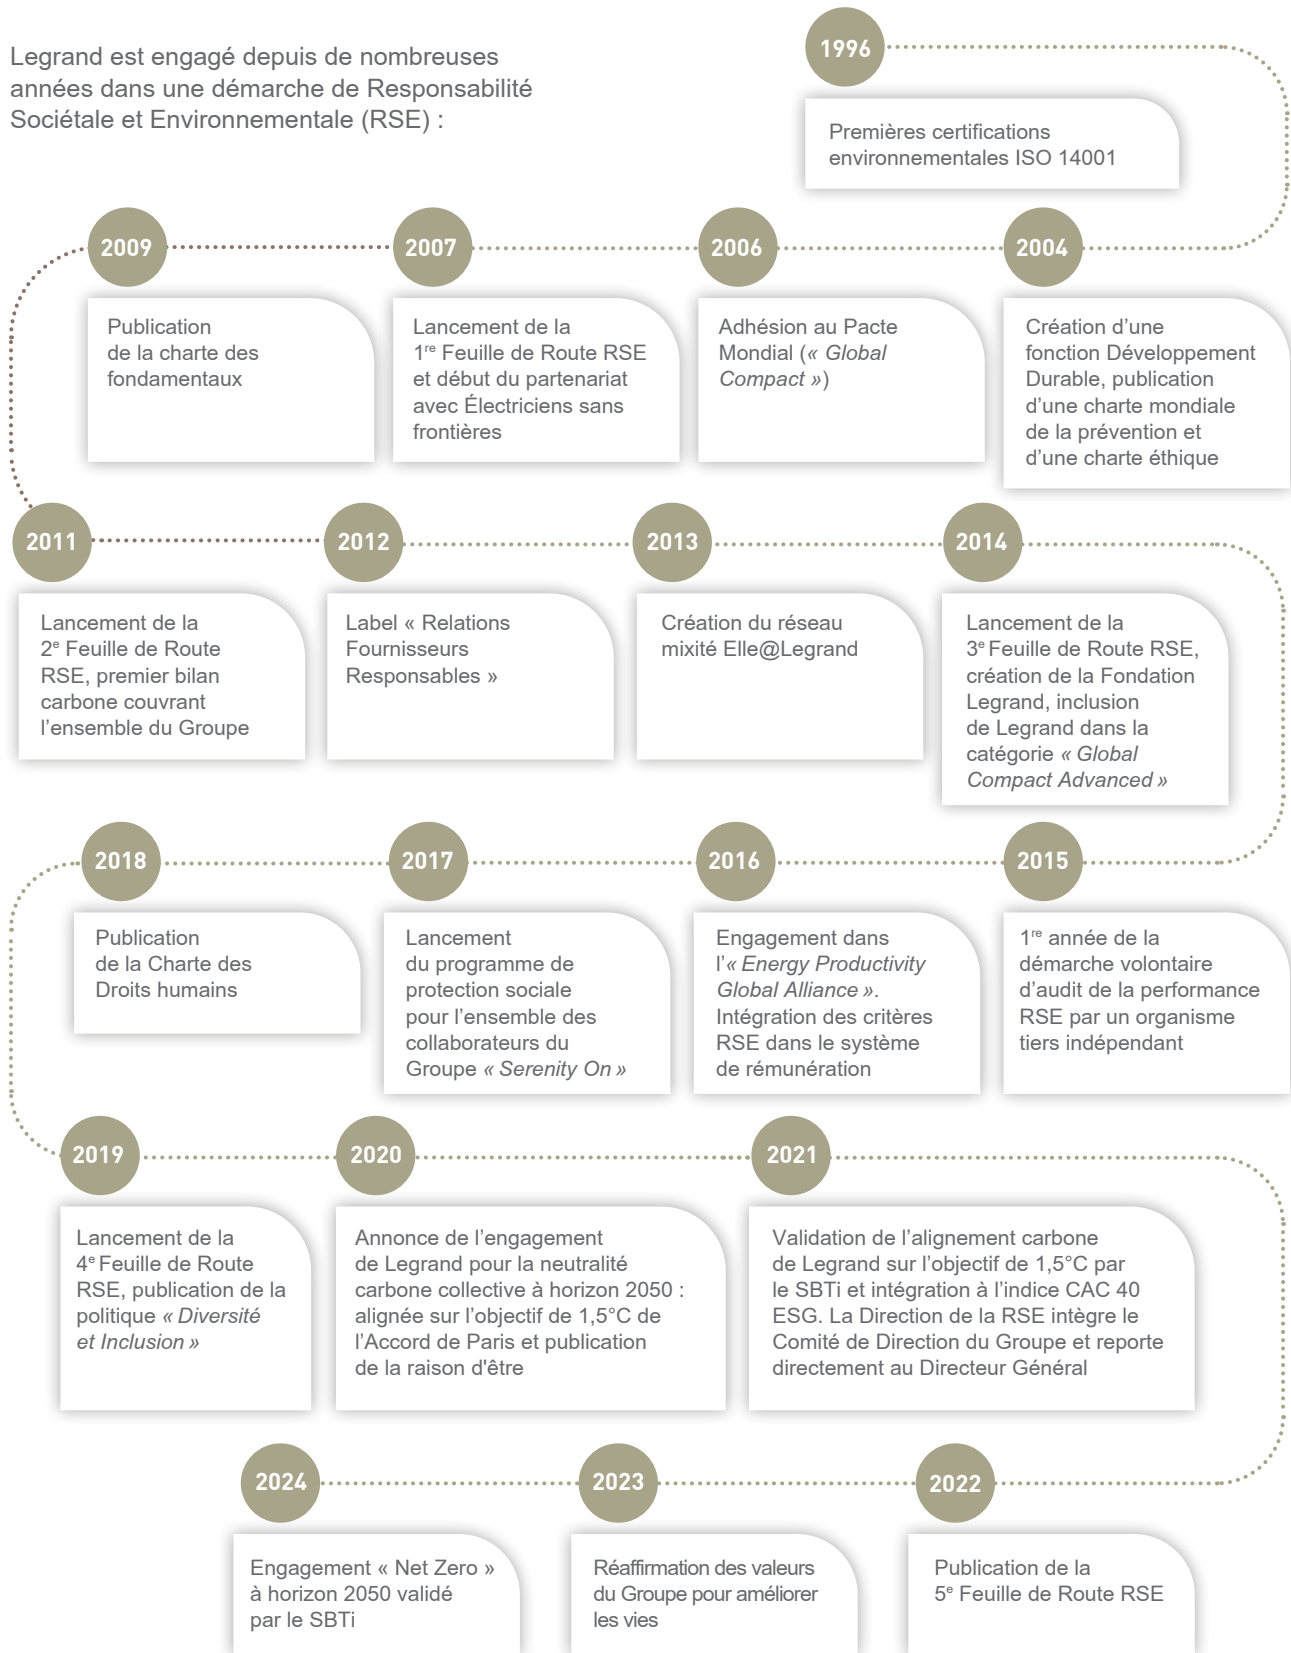 Legrand est engagé depuis de nombreuses
années dans une démarche de Responsabilité
Sociétale et Environnementale (RSE) :
1996
Premières certifications
environnementales ISO 14001
2004
Création d’une
fonction Développement
Durable, publication
d’une charte mondiale
de la prévention et
d’une charte éthique
2006
Adhésion au Pacte
Mondial (« Global
Compact »)
2007
Lancement de la
1re Feuille de Route RSE
et début du partenariat
avec Électriciens sans
frontières
2009
Publication
de la charte des
fondamentaux
2011
Lancement de la
2e Feuille de Route
RSE, premier bilan
carbone couvrant
l’ensemble du Groupe
2012
Label « Relations
Fournisseurs
Responsables »
2013
Création du réseau
mixité Elle@Legrand
2014
Lancement de la
3e Feuille de Route RSE,
création de la Fondation
Legrand, inclusion
de Legrand dans la
catégorie « Global
Compact Advanced »
2015
1re année de la
démarche volontaire
d’audit de la performance
RSE par un organisme
tiers indépendant
2016
Engagement dans
l’« Energy Productivity
Global Alliance ».
Intégration des critères
RSE dans le système
de rémunération
2017
Lancement
du programme de
protection sociale
pour l’ensemble des
collaborateurs du
Groupe « Serenity On »
2018
Publication
de la Charte des
Droits humains
2019
Lancement de la
4e Feuille de Route
RSE, publication de la
politique « Diversité
et Inclusion »
2020
Annonce de l’engagement
de Legrand pour la neutralité
carbone collective à horizon 2050 :
alignée sur l’objectif de 1,5°C de
l’Accord de Paris et publication
de la raison d'être
2021
Validation de l’alignement carbone
de Legrand sur l’objectif de 1,5°C par
le SBTi et intégration à l’indice CAC 40
ESG. La Direction de la RSE intègre le
Comité de Direction du Groupe et reporte
directement au Directeur Général
2022
Publication de la
5e Feuille de Route RSE
2023
Réaffirmation des valeurs
du Groupe pour améliorer
les vies
2024
Engagement « Net Zero »
à horizon 2050 validé
par le SBTi